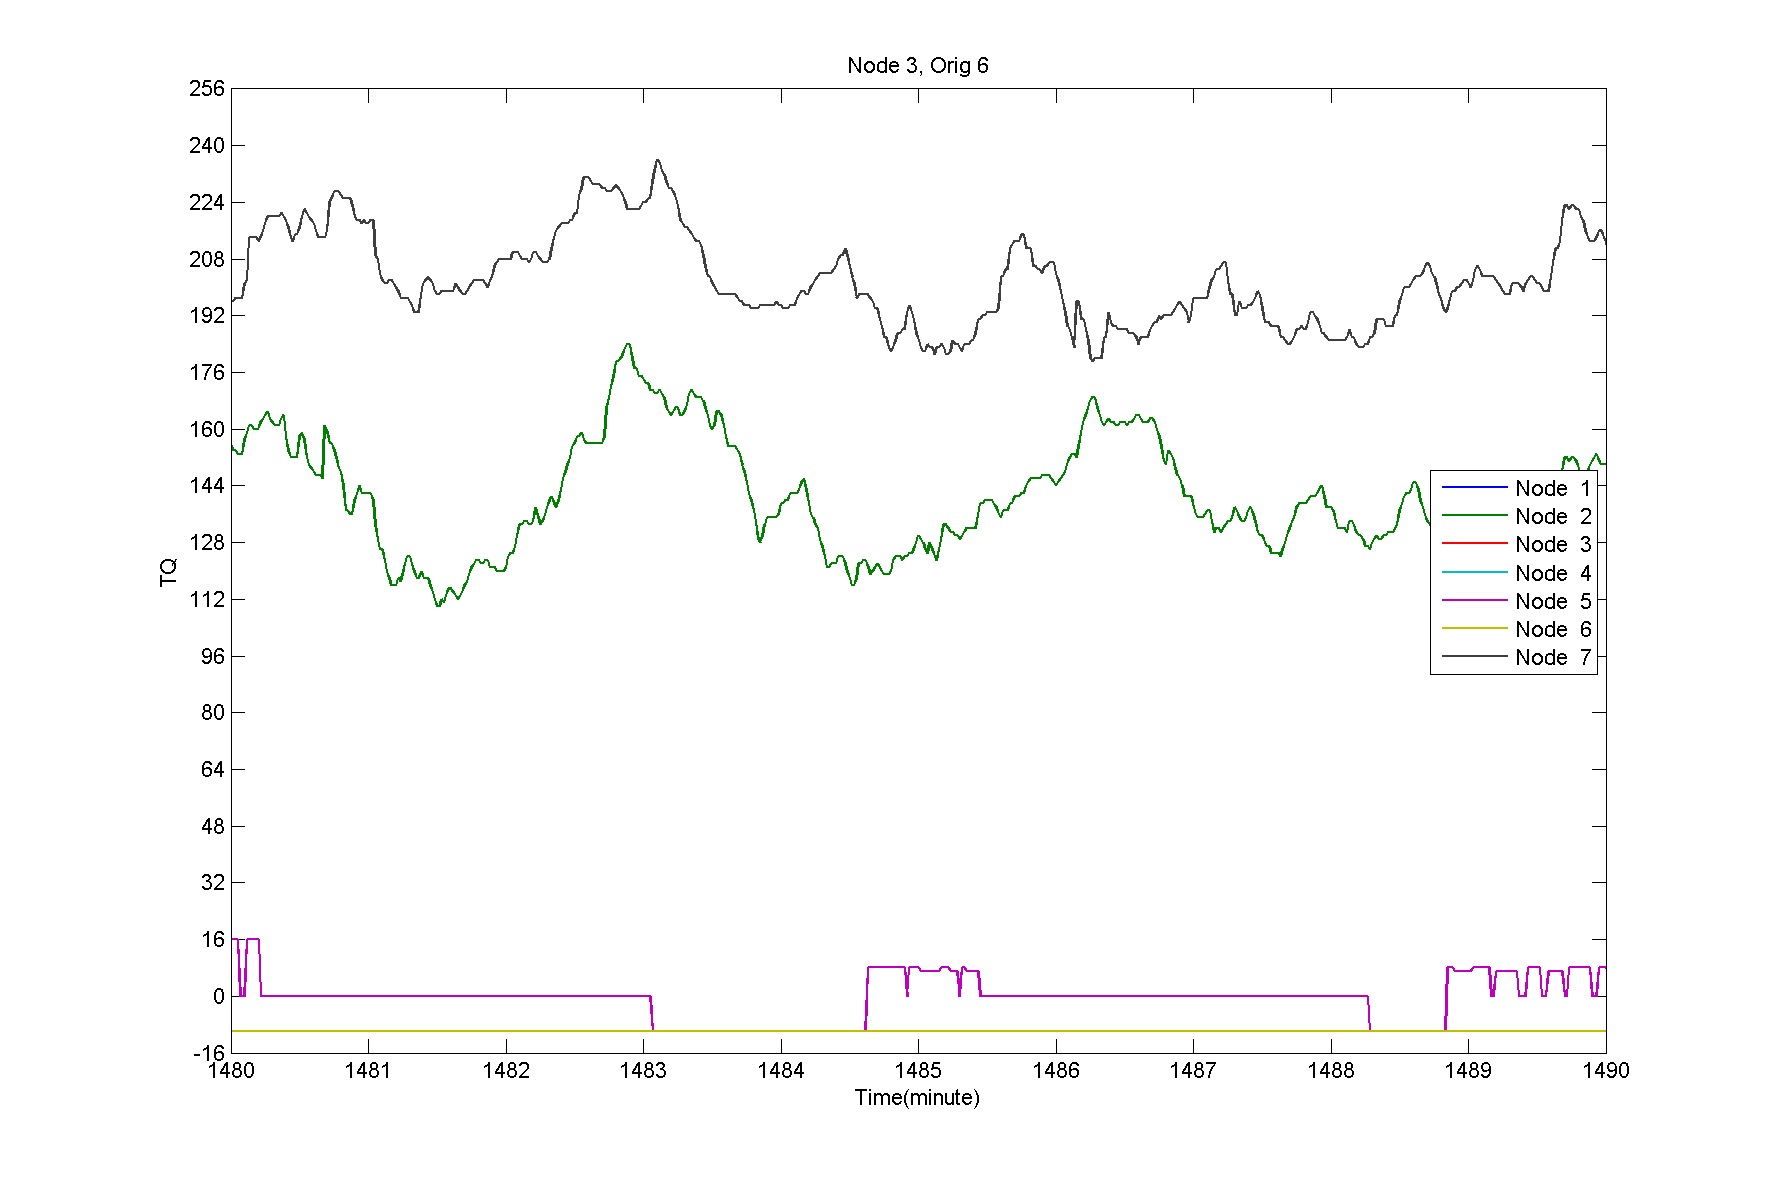 Node 3, Orig 6
256
240
224
208
192
176
160
144
128
112
96
80
64
48
32
16
0
-16
TQ
Node 1
Node 2
Node 3
Node 4
Node 5
Node 6
Node 7
1480 1481 1482 1483 1484 1485 1486 1487 1488 1489 1490
Time(minute)